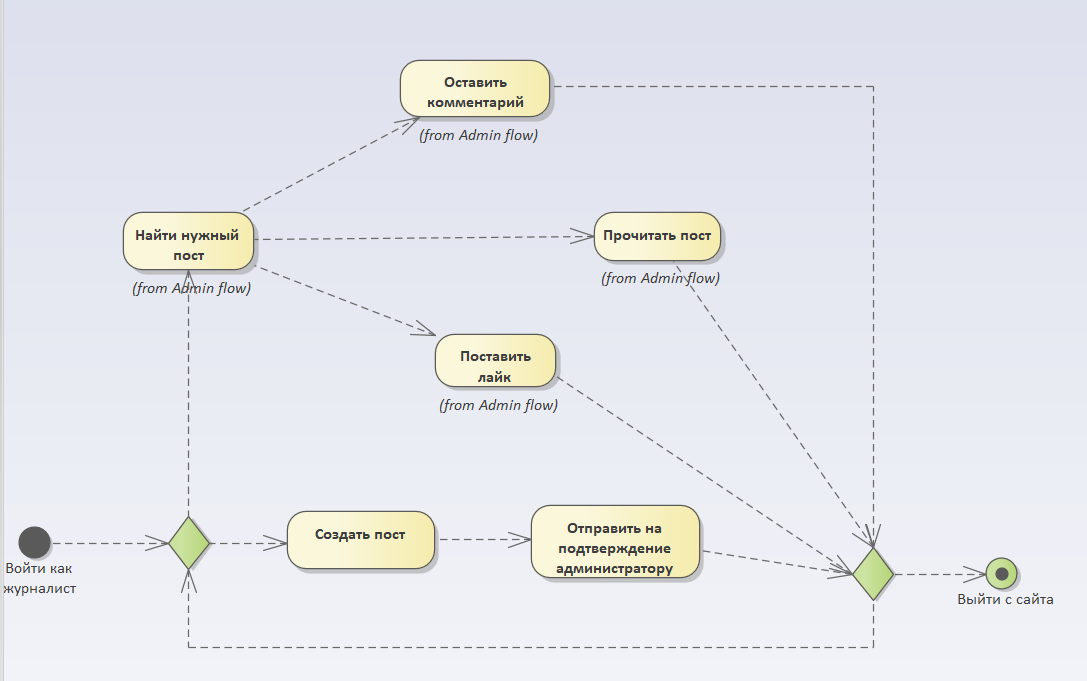 Оставить
комментарий
(from Admin flow)
Найти нужный
пост
(from Admin flow)
Прочитать пост
(from Admin flow)
Поставить
лайк
(from Admin flow)
Создать пост
Отправить на
подтверждение
администратору
Войти как
журналист
Выйти с сайта